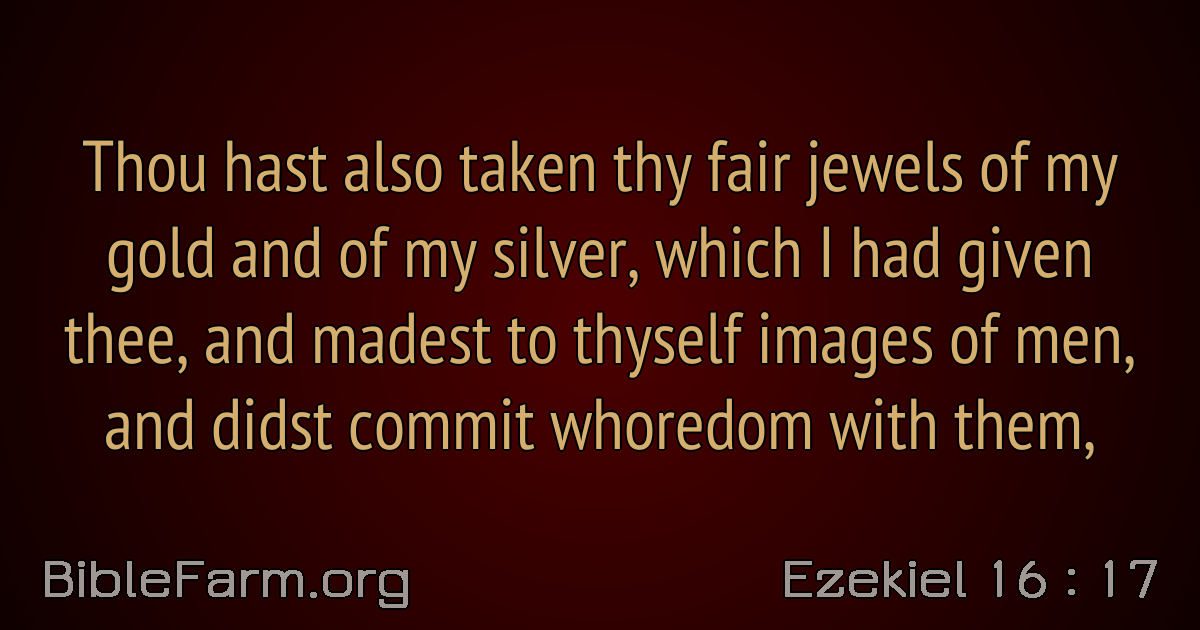 Thou hast also taken thy fair jewels of my
gold and of my silver, which I had given
thee, and madest to thyself images of men,
and didst commit whoredom with them,
BibleFarm.org
Ezekiel 16 : 17